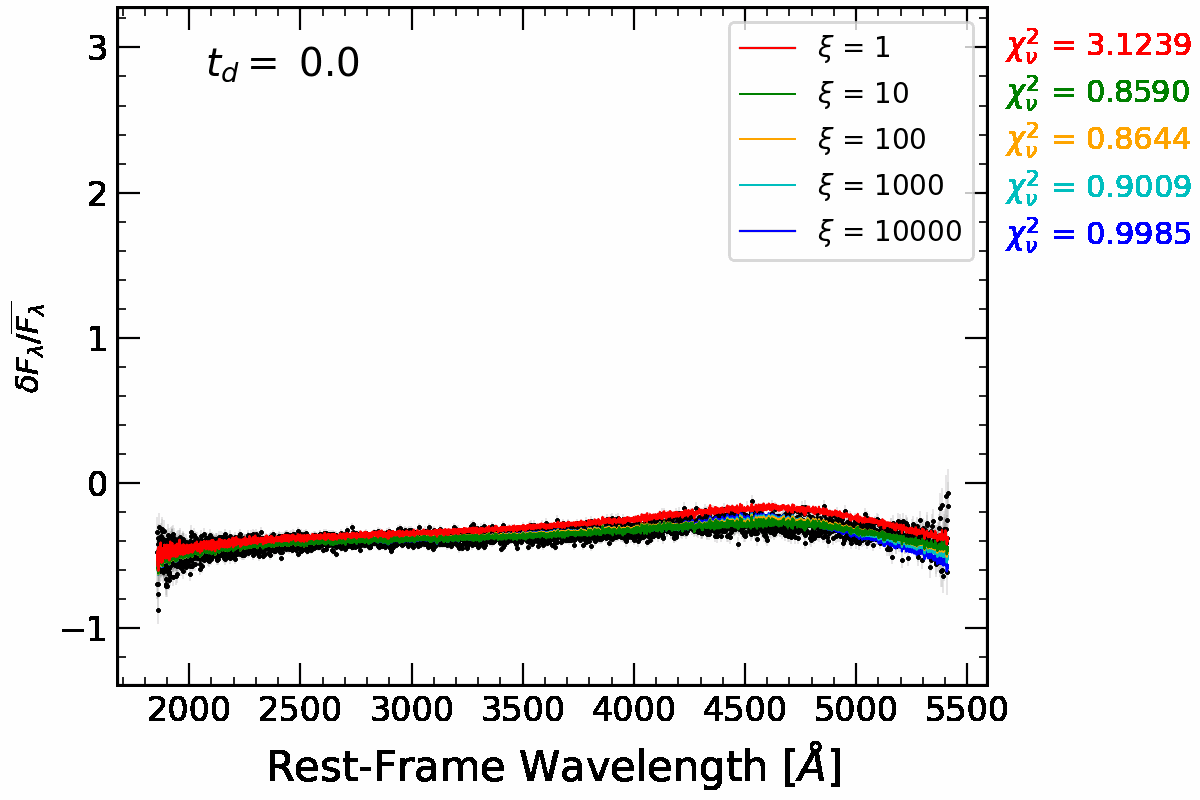 t_d = 0.0
ξ = 1
ξ = 10
ξ = 100
ξ = 1000
ξ = 10000
χ²_ν = 3.1239
χ²_ν = 0.8590
χ²_ν = 0.8644
χ²_ν = 0.9009
χ²_ν = 0.9985
3
2
1
0
−1
δF_λ/F̅_λ
2000 2500 3000 3500 4000 4500 5000 5500
Rest-Frame Wavelength [Å]